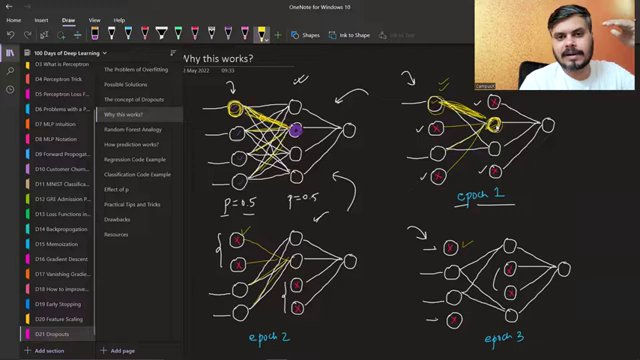 OneNote for Windows 10
Home
Insert
Draw
View
Help
Shapes
Ink to Shape
100 Days of Deep Learning
D3 What is Perceptron
D4 Perceptron Trick
D5 Perceptron Loss Funct
D6 Problems with Percept
D7 MLP Intuition
D8 MLP Notation
D9 Forward Propagation
D10 Customer Churn
D11 MNIST Classificat
D12 GRE Admission P
D13 Loss Functions in
D14 Backpropagation
D15 Memoization
D16 Gradient Descent
D17 Vanishing Gradien
D18 How to improve
D19 Early Stopping
D20 Feature Scaling
D21 Dropouts
Add section
The Problem of Overfitting
Possible Solutions
The concept of Dropouts
Why this works?
Random Forest Analogy
How prediction works?
Regression Code Example
Classification Code Example
Effect of p
Practical Tips and Tricks
Drawbacks
Resources
Add page
Why this works?
May 2022
09:33
p=0.5
p=0.5
epoch 1
epoch 2
epoch 3